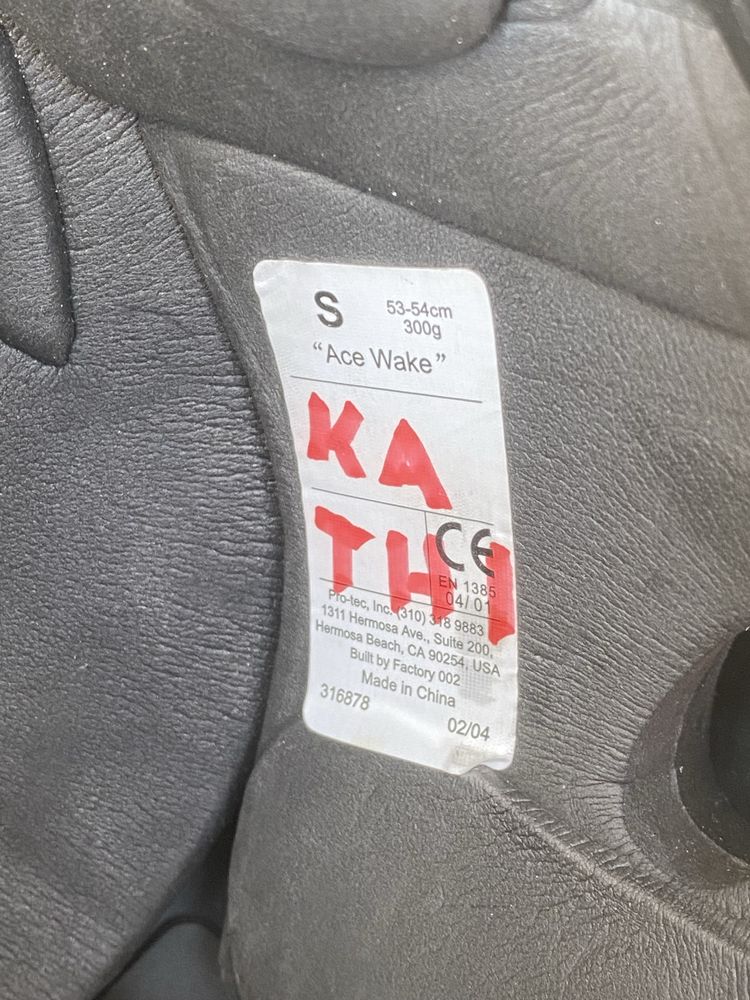 S 53-54cm
300g
“Ace Wake”
KA
THI
CE
EN 1385
04/01
Pro-tec, Inc. (310) 318 9883
1311 Hermosa Ave., Suite 200,
Hermosa Beach, CA 90254, USA
Built by Factory 002
Made in China
316878 02/04